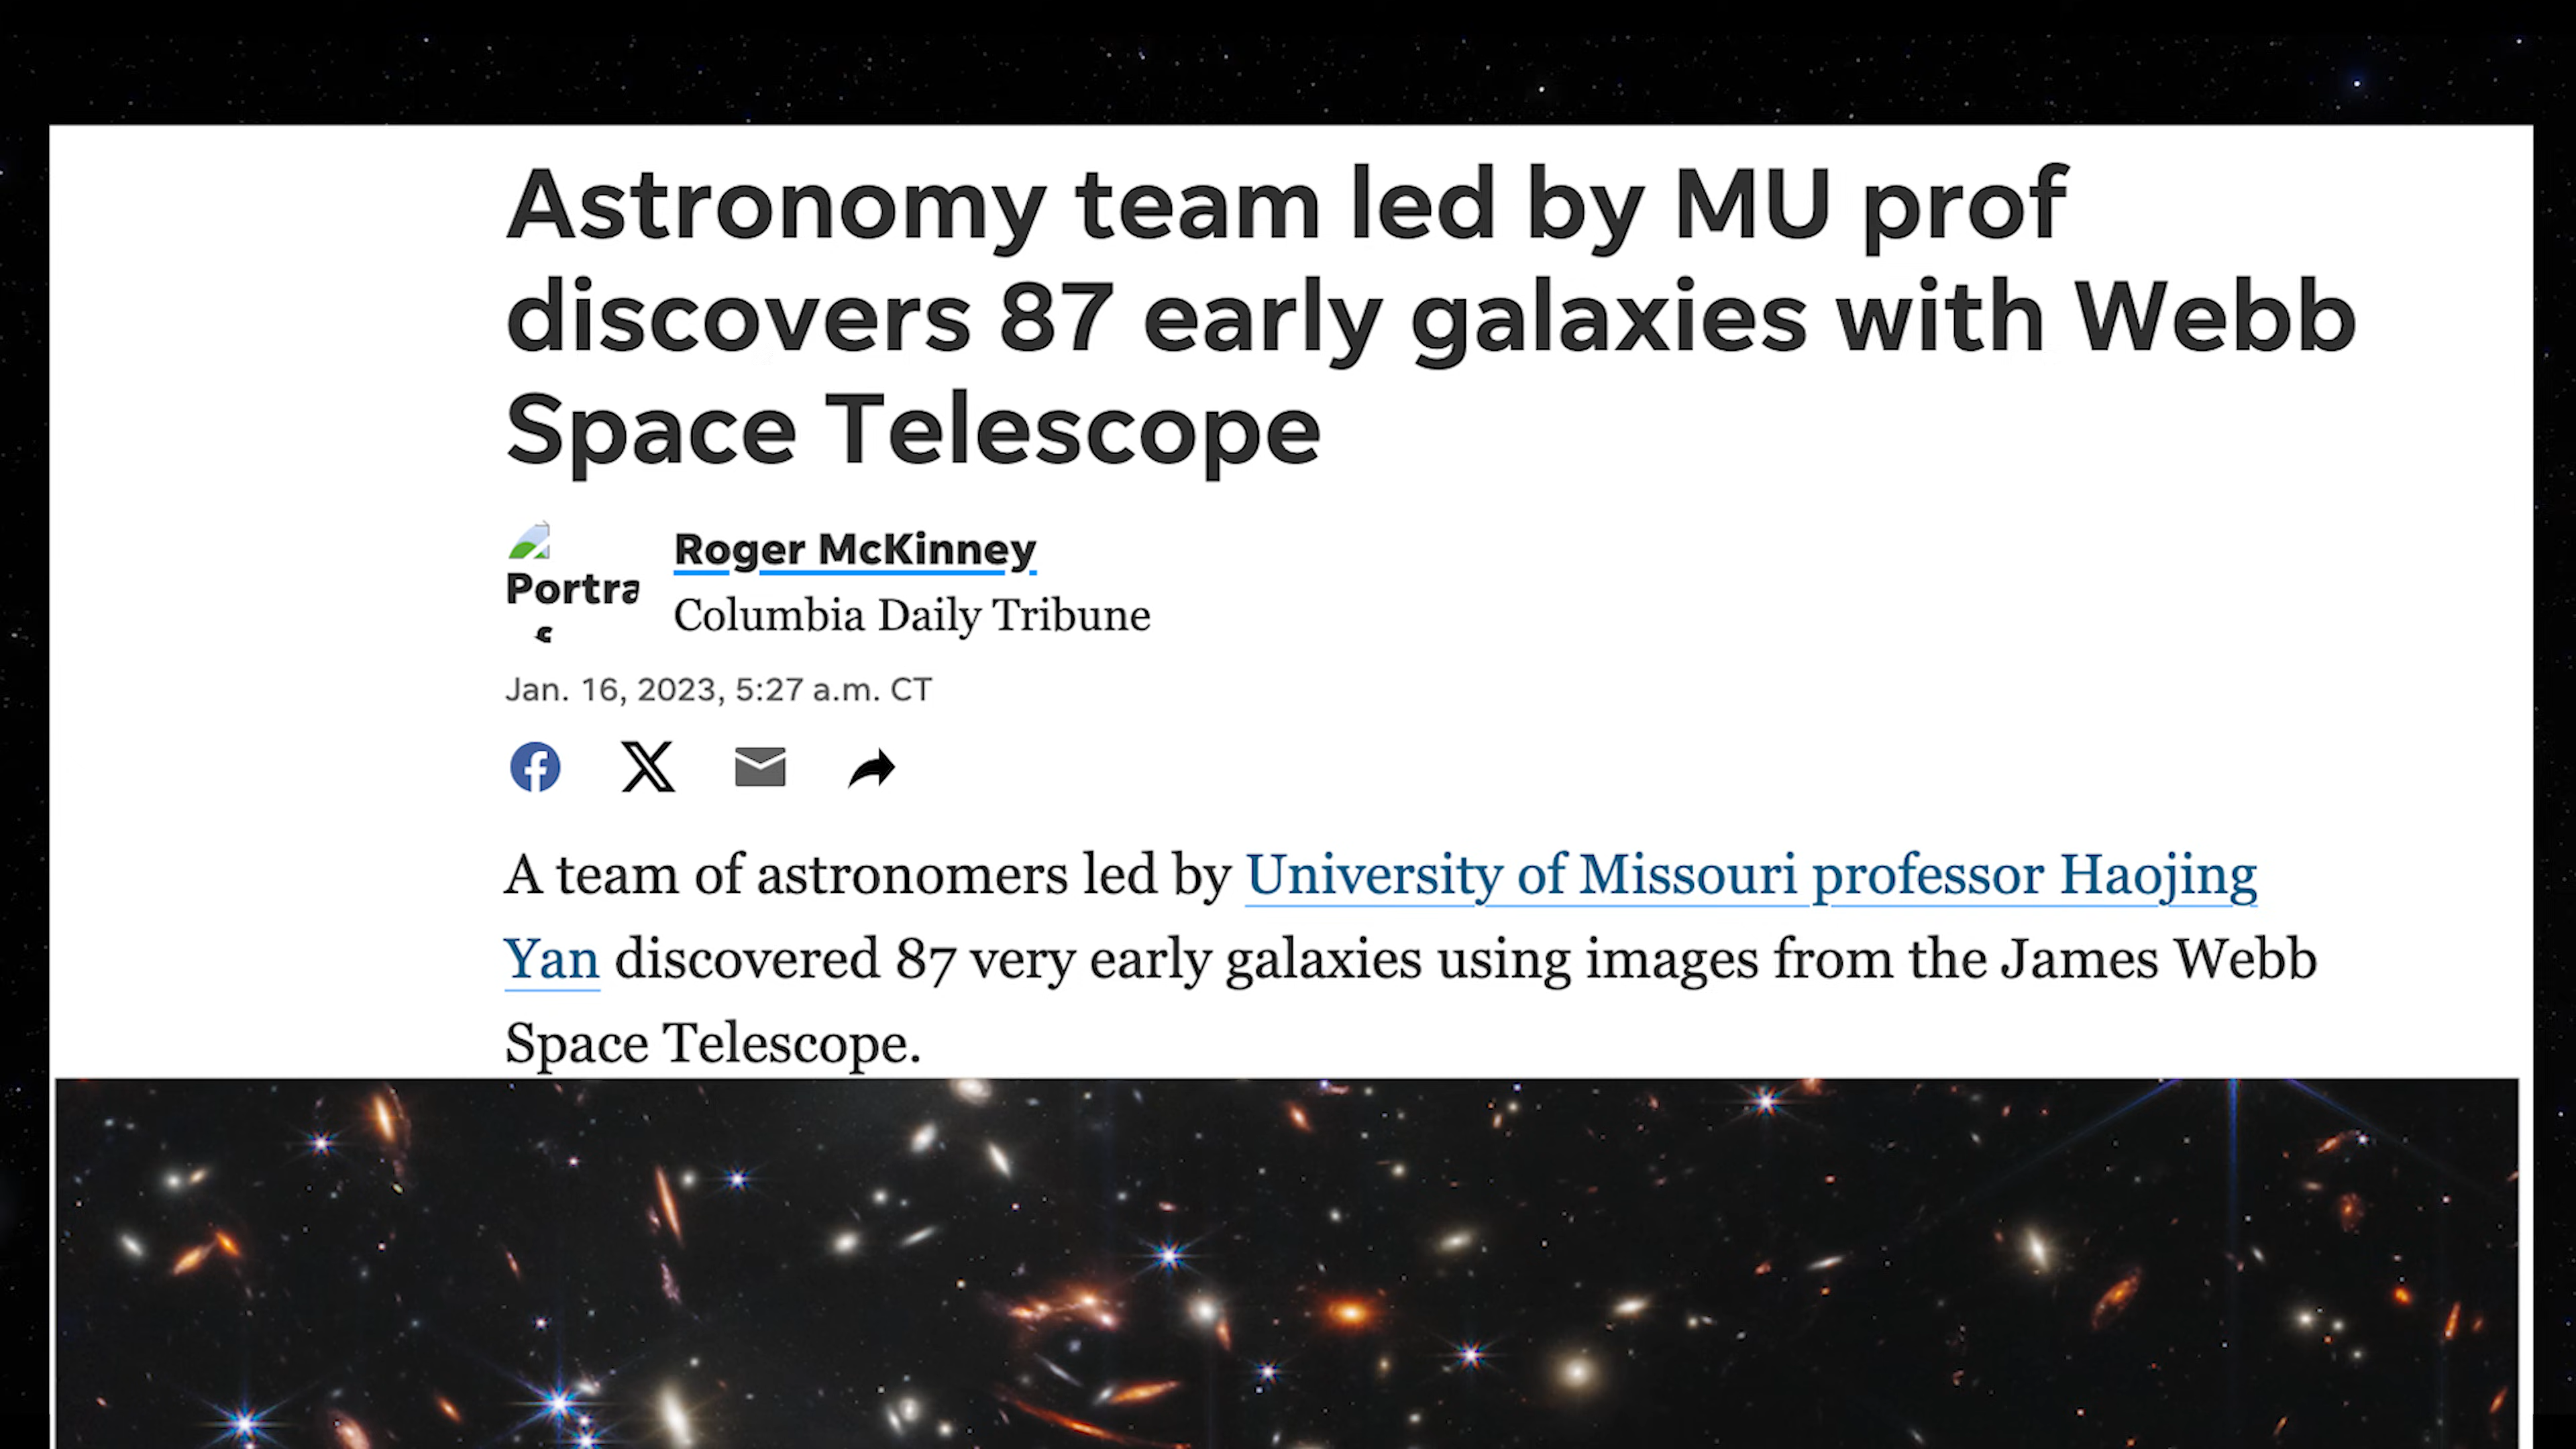 Astronomy team led by MU prof
discovers 87 early galaxies with Webb
Space Telescope
Roger McKinney
Portra
Columbia Daily Tribune
Jan. 16, 2023, 5:27 a.m. CT
A team of astronomers led by University of Missouri professor Haojing
Yan discovered 87 very early galaxies using images from the James Webb
Space Telescope.